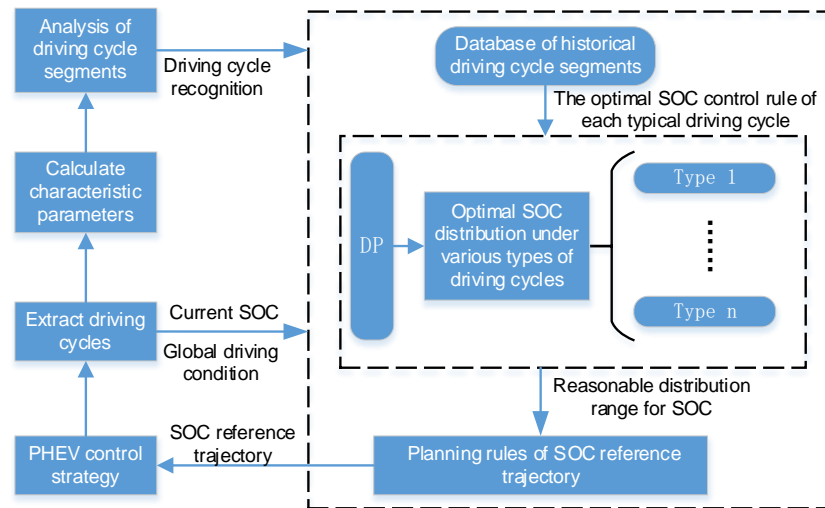 Analysis of
driving cycle
segments
Driving cycle
recognition
Database of historical
driving cycle segments
The optimal SOC control rule of
each typical driving cycle
Calculate
characteristic
parameters
DP
Optimal SOC
distribution under
various types of
driving cycles
Type 1
Type n
Extract driving
cycles
Current SOC
Global driving
condition
Reasonable distribution
range for SOC
PHEV control
strategy
SOC reference
trajectory
Planning rules of SOC reference
trajectory